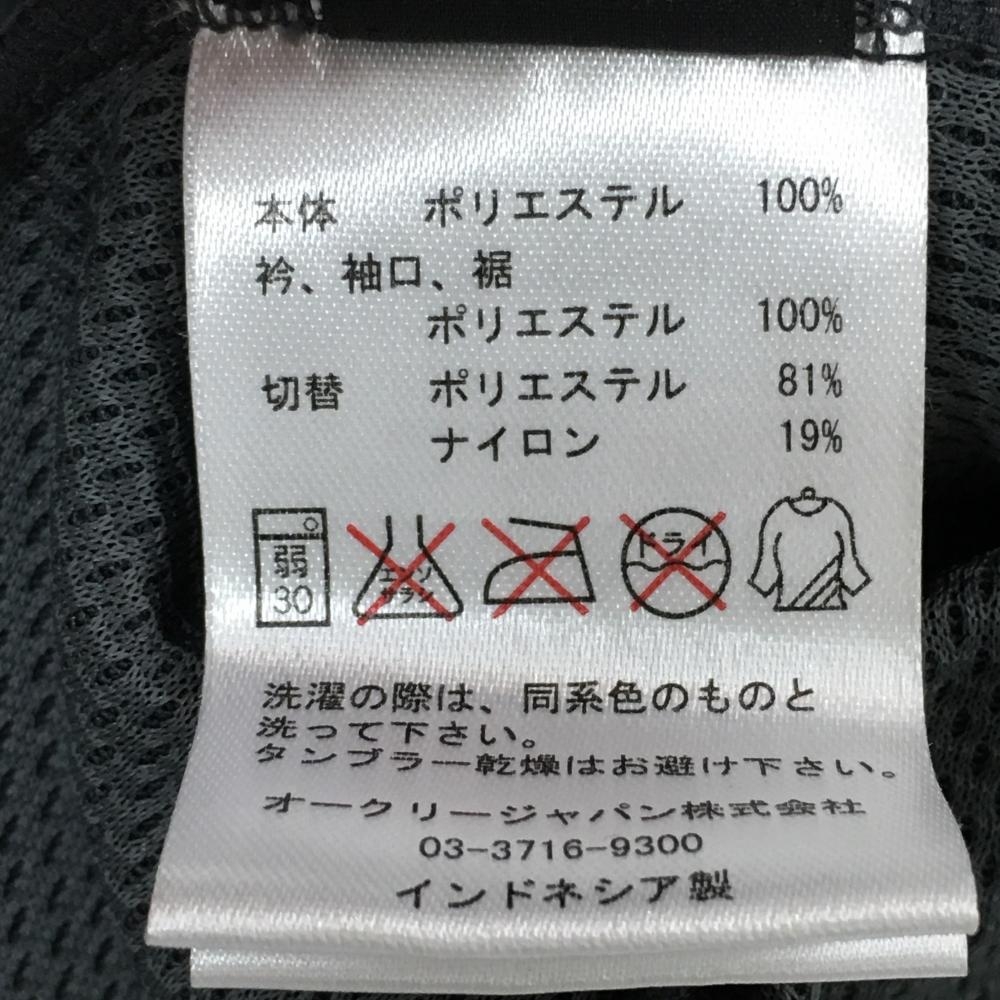 本体 ポリエステル 100%
衿、袖口、裾
ポリエステル 100%
切替 ポリエステル 81%
ナイロン 19%
弱
30
エンソ
サラシ
ドライ
洗濯の際は、同系色のものと
洗って下さい。
タンブラー乾燥はお避け下さい。
オークリージャパン株式会社
03-3716-9300
インドネシア製